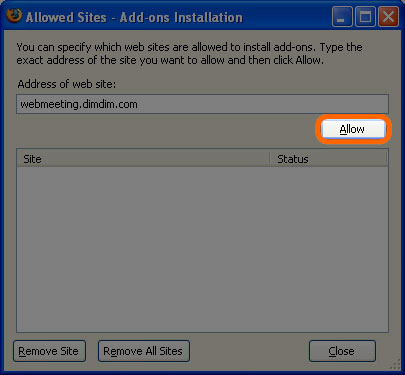 Allowed Sites - Add-ons Installation
You can specify which web sites are allowed to install add-ons. Type the
exact address of the site you want to allow and then click Allow.
Address of web site:
webmeeting.dimdim.com
Allow
Site Status
Remove Site Remove All Sites Close